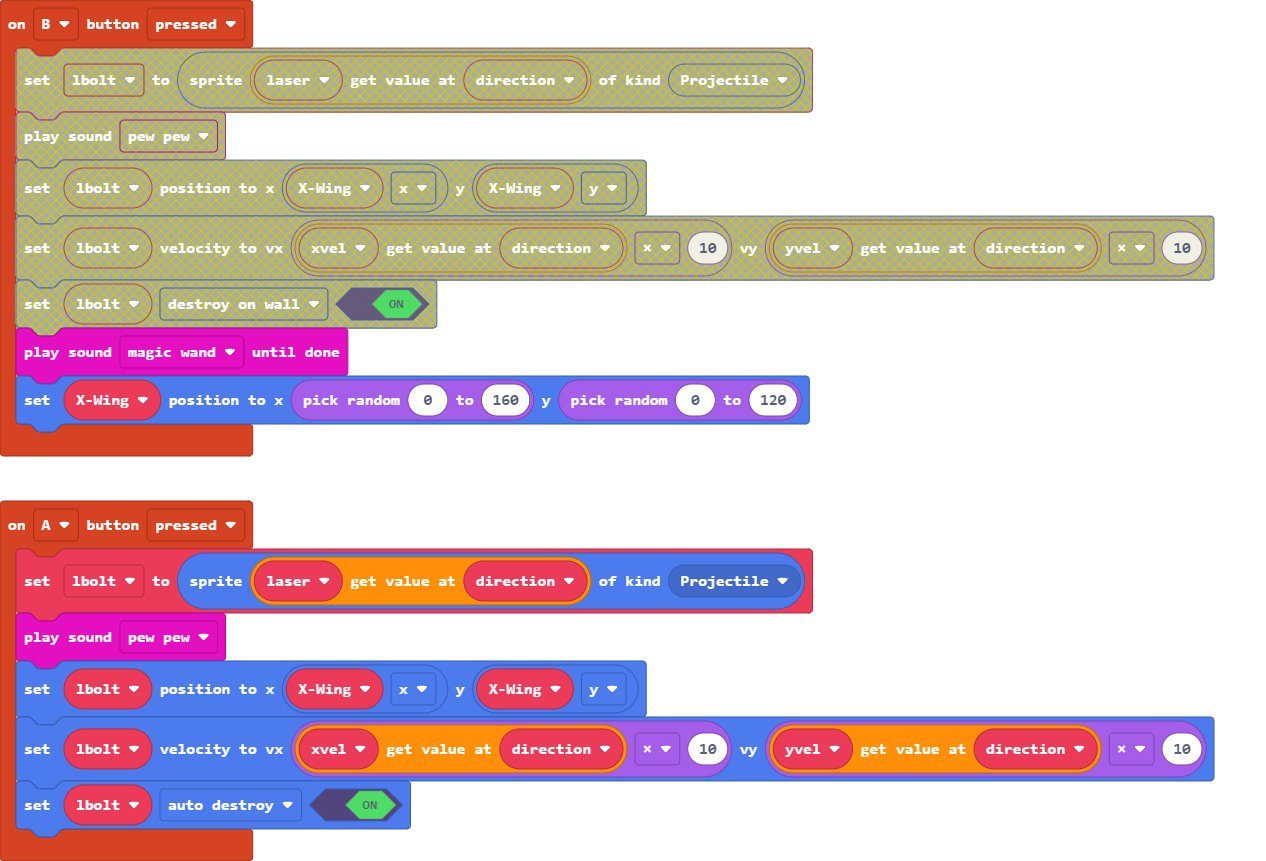 on B button pressed
set lbolt to sprite laser get value at direction of kind Projectile
play sound pew pew
set lbolt position to x X-Wing x y X-Wing y
set lbolt velocity to vx xvel get value at direction × 10 vy yvel get value at direction × 10
set lbolt destroy on wall ON
play sound magic wand until done
set X-Wing position to x pick random 0 to 160 y pick random 0 to 120
on A button pressed
set lbolt to sprite laser get value at direction of kind Projectile
play sound pew pew
set lbolt position to x X-Wing x y X-Wing y
set lbolt velocity to vx xvel get value at direction × 10 vy yvel get value at direction × 10
set lbolt auto destroy ON